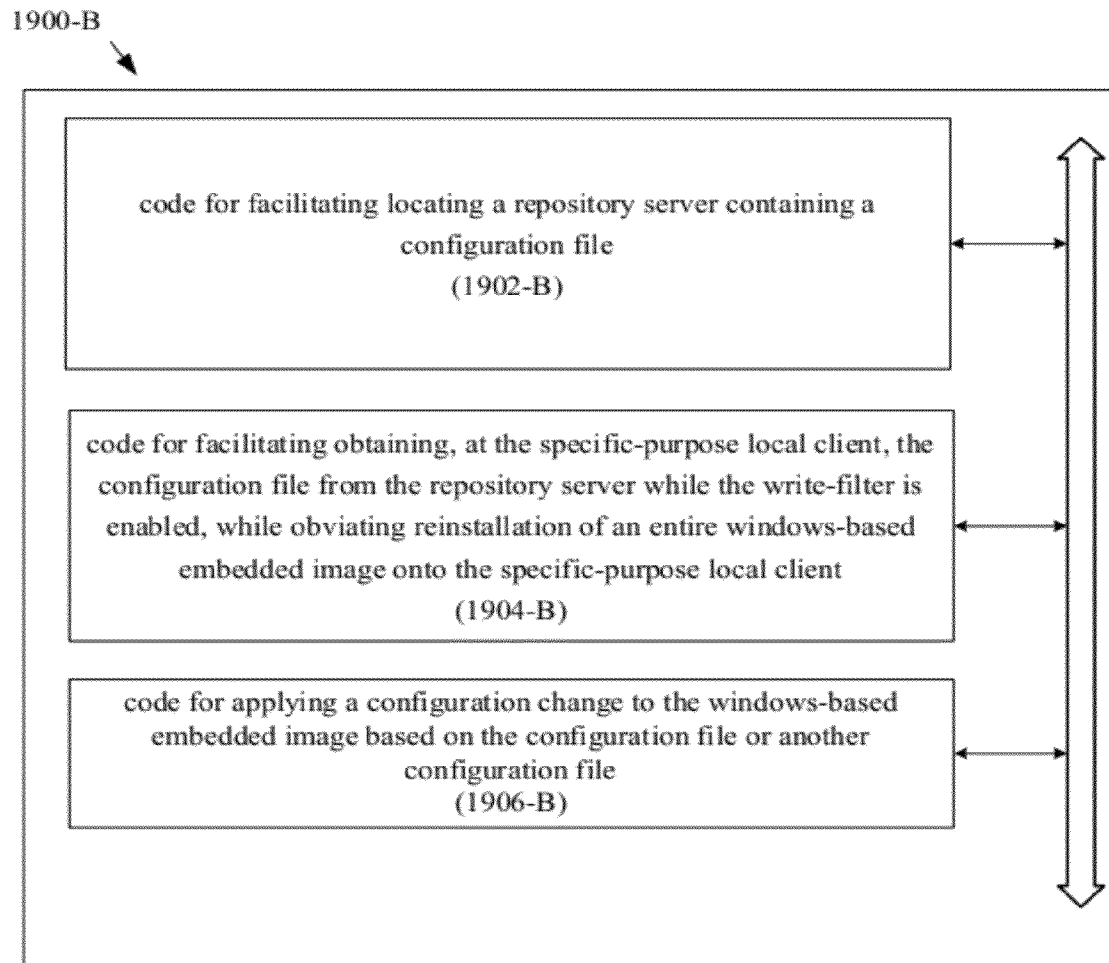 1900-B
code for facilitating locating a repository server containing a
configuration file
(1902-B)
code for facilitating obtaining, at the specific-purpose local client, the
configuration file from the repository server while the write-filter is
enabled, while obviating reinstallation of an entire windows-based
embedded image onto the specific-purpose local client
(1904-B)
code for applying a configuration change to the windows-based
embedded image based on the configuration file or another
configuration file
(1906-B)